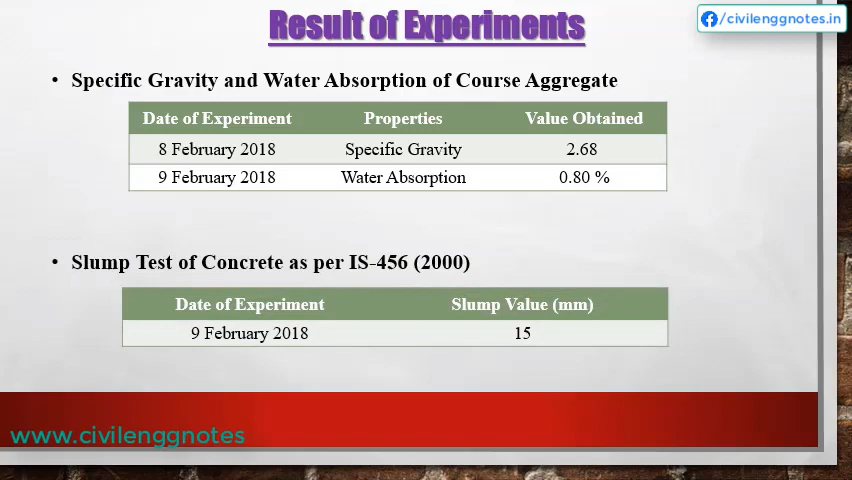 Result of Experiments
/civilenggnotes.in
• Specific Gravity and Water Absorption of Course Aggregate
Date of Experiment Properties Value Obtained
8 February 2018 Specific Gravity 2.68
9 February 2018 Water Absorption 0.80 %
• Slump Test of Concrete as per IS-456 (2000)
Date of Experiment Slump Value (mm)
9 February 2018 15
www.civilenggnotes